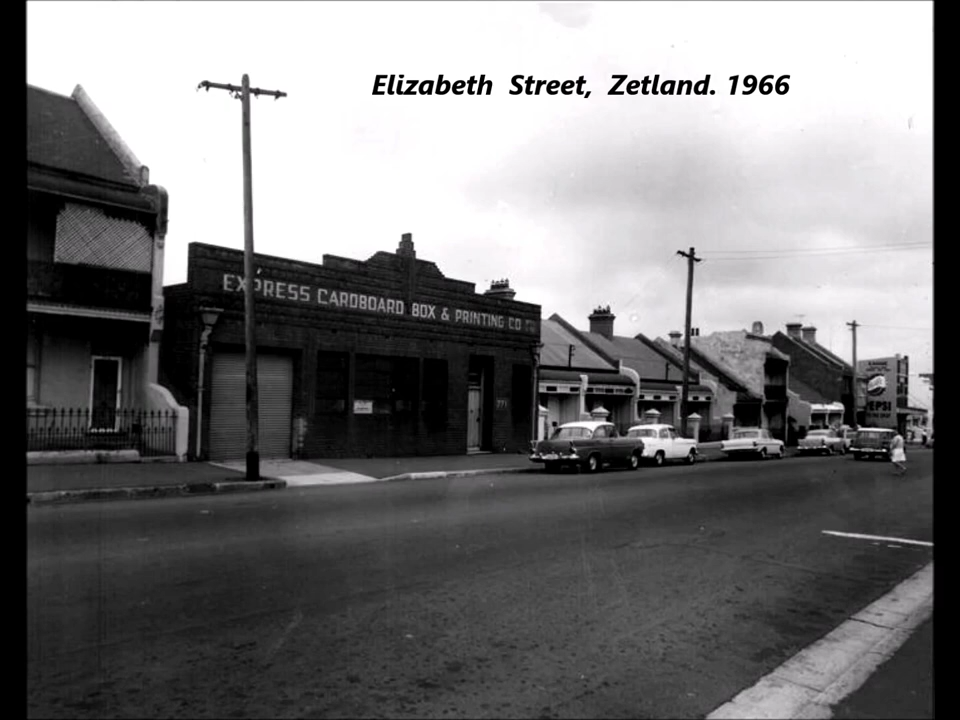 Elizabeth Street, Zetland. 1966
EXPRESS CARDBOARD BOX & PRINTING CO
PEPSI